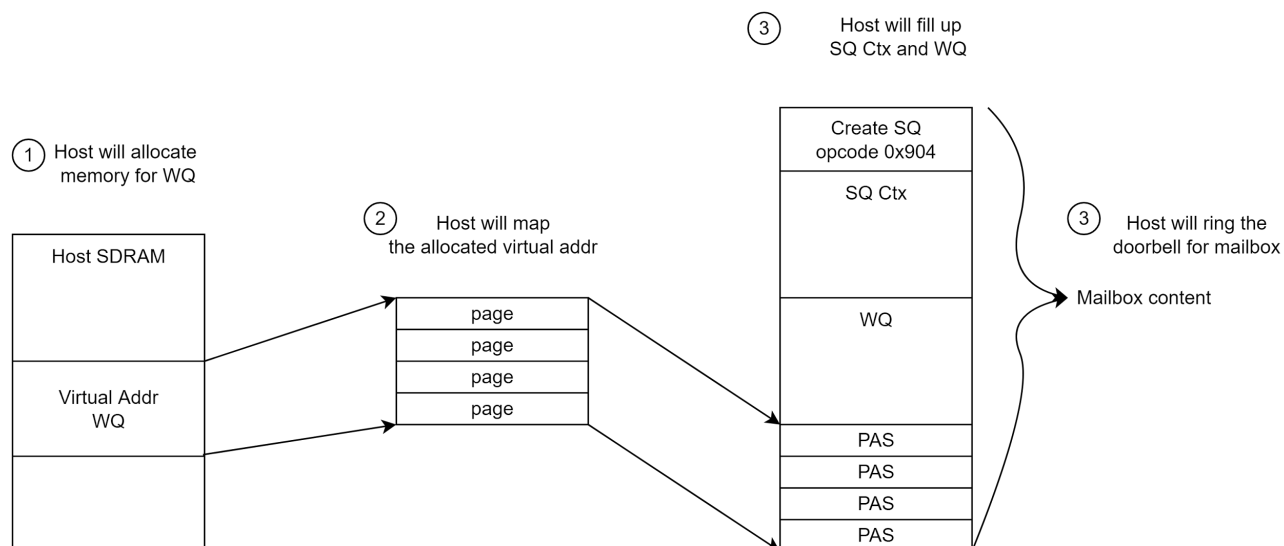 3
Host will fill up
SQ Ctx and WQ
1
Host will allocate
memory for WQ
Host SDRAM
Virtual Addr
WQ
2
Host will map
the allocated virtual addr
page
page
page
page
Create SQ
opcode 0x904
SQ Ctx
WQ
PAS
PAS
PAS
PAS
3
Host will ring the
doorbell for mailbox
Mailbox content